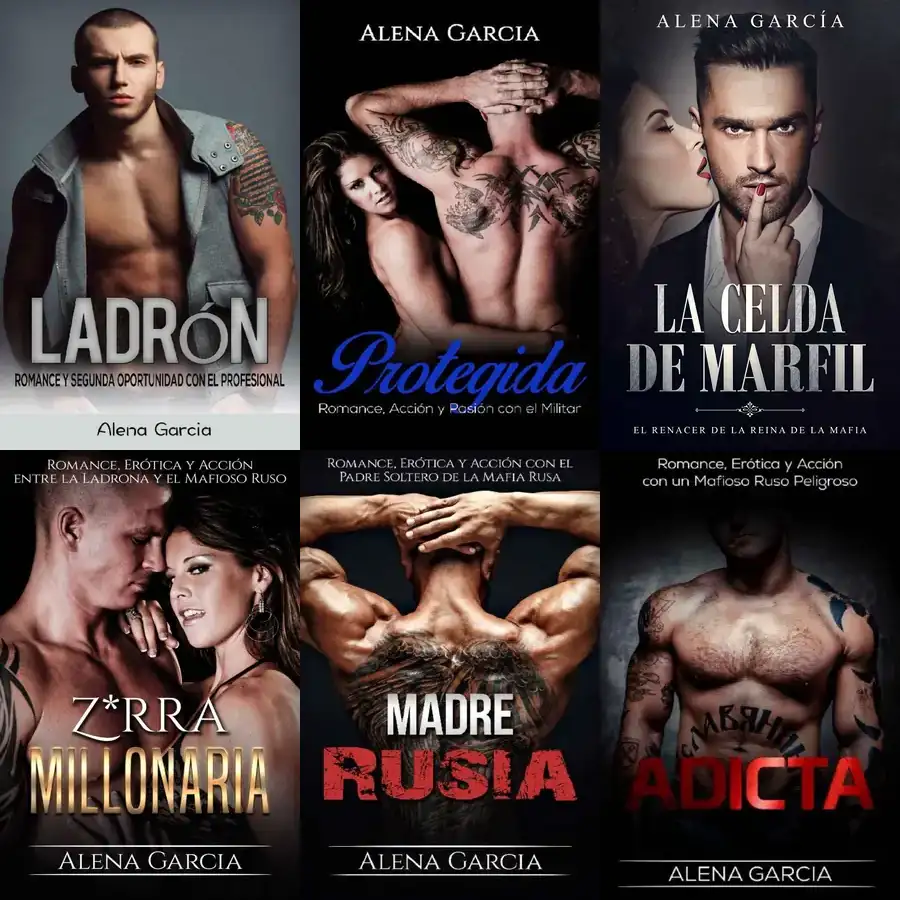 LADRÓN
ROMANCE Y SEGUNDA OPORTUNIDAD CON EL PROFESIONAL
Alena Garcia
ALENA GARCIA
Protegida
Romance, Acción y Pasión con el Militar
ALENA GARCÍA
LA CELDA
DE MARFIL
EL RENACER DE LA REINA DE LA MAFIA
ROMANCE, ERÓTICA Y ACCIÓN
ENTRE LA LADRONA Y EL MAFIOSO RUSO
Z*RRA
MILLONARIA
ALENA GARCIA
ROMANCE, ERÓTICA Y ACCIÓN CON EL
PADRE SOLTERO DE LA MAFIA RUSA
MADRE
RUSIA
ALENA GARCIA
Romance, Erótica y Acción
con un Mafioso Ruso Peligroso
СЛАВЯНИН
ADICTA
ALENA GARCIA